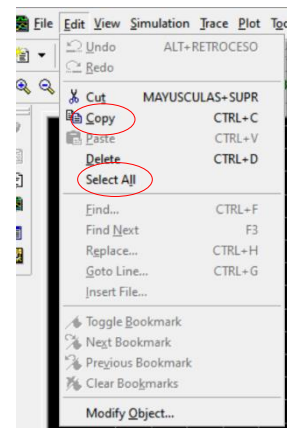 File Edit View Simulation Trace Plot
Undo ALT+RETROCESO
Redo
Cut MAYUSCULAS+SUPR
Copy CTRL+C
Paste CTRL+V
Delete CTRL+D
Select All
Find... CTRL+F
Find Next F3
Replace... CTRL+H
Goto Line... CTRL+G
Insert File...
Toggle Bookmark
Next Bookmark
Previous Bookmark
Clear Bookmarks
Modify Object...